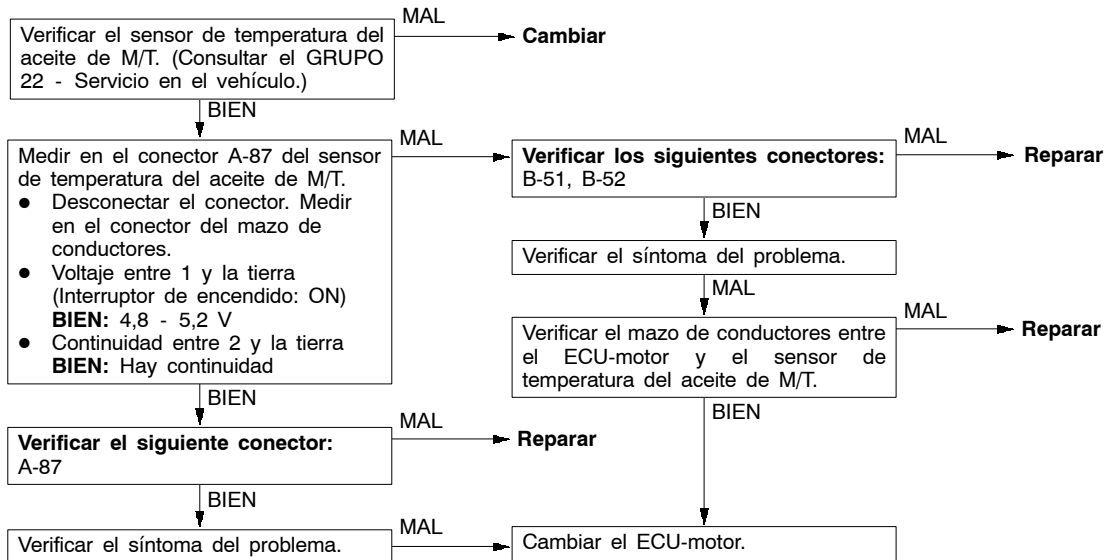 Verificar el sensor de temperatura del
aceite de M/T. (Consultar el GRUPO
22 - Servicio en el vehículo.)
MAL
Cambiar
BIEN
Medir en el conector A-87 del sensor
de temperatura del aceite de M/T.
● Desconectar el conector. Medir
en el conector del mazo de
conductores.
● Voltaje entre 1 y la tierra
(Interruptor de encendido: ON)
BIEN: 4,8 - 5,2 V
● Continuidad entre 2 y la tierra
BIEN: Hay continuidad
MAL
Verificar los siguientes conectores:
B-51, B-52
MAL
Reparar
BIEN
Verificar el síntoma del problema.
MAL
Verificar el mazo de conductores entre
el ECU-motor y el sensor de
temperatura del aceite de M/T.
MAL
Reparar
BIEN
BIEN
Verificar el siguiente conector:
A-87
MAL
Reparar
BIEN
Verificar el síntoma del problema.
MAL
Cambiar el ECU-motor.